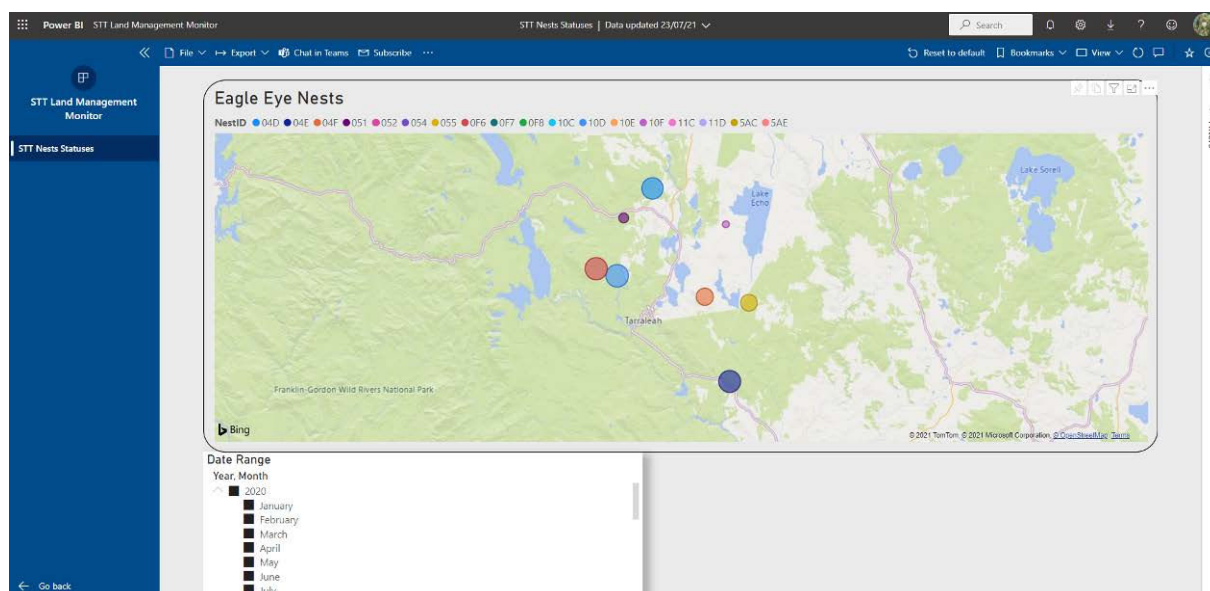 Power BI STT Land Management Monitor
STT Nests Statuses | Data updated 23/07/21
Search
File Export Chat in Teams Subscribe ...
Reset to default Bookmarks View
STT Land Management
Monitor
STT Nests Statuses
Eagle Eye Nests
NestID 04D 04E 04F 051 052 054 055 0F6 0F7 0F8 10C 10D 10E 10F 11C 11D 5AC 5AE
Lake Sorell
Lake
Echo
Tarraleah
Franklin-Gordon Wild Rivers National Park
Bing
© 2021 TomTom, © 2021 Microsoft Corporation, © OpenStreetMap Terms
Date Range
Year, Month
2020
January
February
March
April
May
June
July
Go back